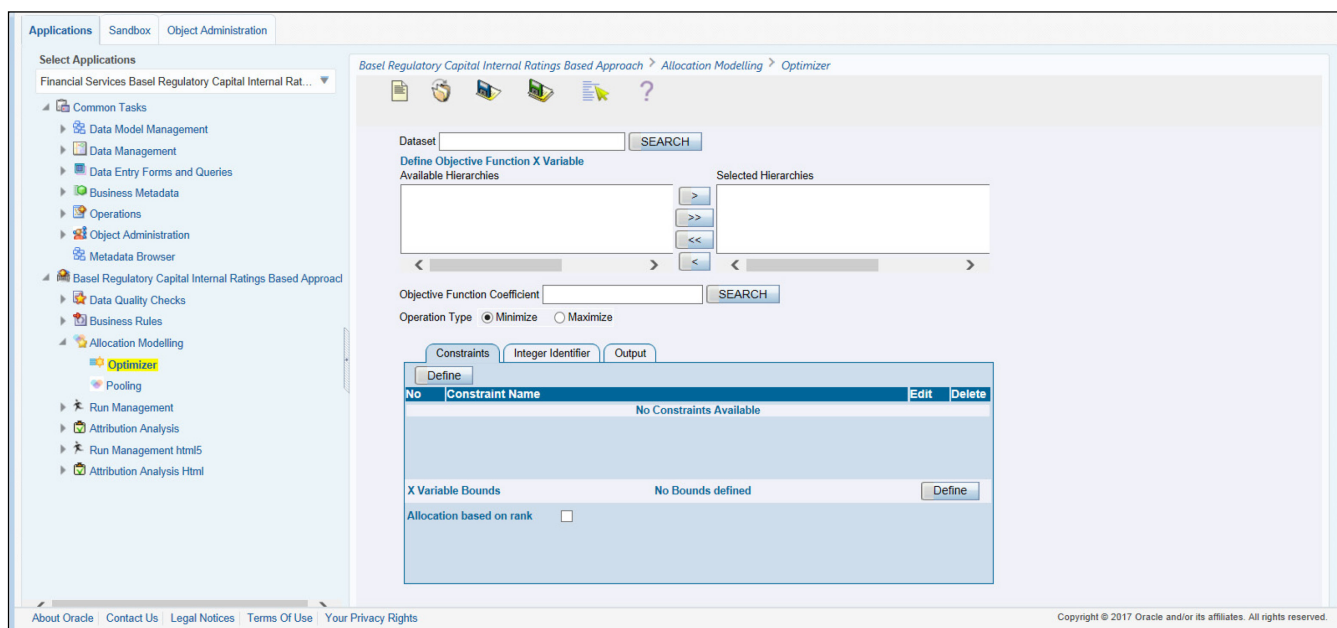 Applications Sandbox Object Administration
Select Applications
Financial Services Basel Regulatory Capital Internal Rat...
Common Tasks
Data Model Management
Data Management
Data Entry Forms and Queries
Business Metadata
Operations
Object Administration
Metadata Browser
Basel Regulatory Capital Internal Ratings Based Approac
Data Quality Checks
Business Rules
Allocation Modelling
Optimizer
Pooling
Run Management
Attribution Analysis
Run Management html5
Attribution Analysis Html
Basel Regulatory Capital Internal Ratings Based Approach > Allocation Modelling > Optimizer
?
Dataset SEARCH
Define Objective Function X Variable
Available Hierarchies Selected Hierarchies
>
>>
<<
<
Objective Function Coefficient SEARCH
Operation Type Minimize Maximize
Constraints Integer Identifier Output
Define
No Constraint Name Edit Delete
No Constraints Available
X Variable Bounds No Bounds defined Define
Allocation based on rank
About Oracle Contact Us Legal Notices Terms Of Use Your Privacy Rights
Copyright © 2017 Oracle and/or its affiliates. All rights reserved.